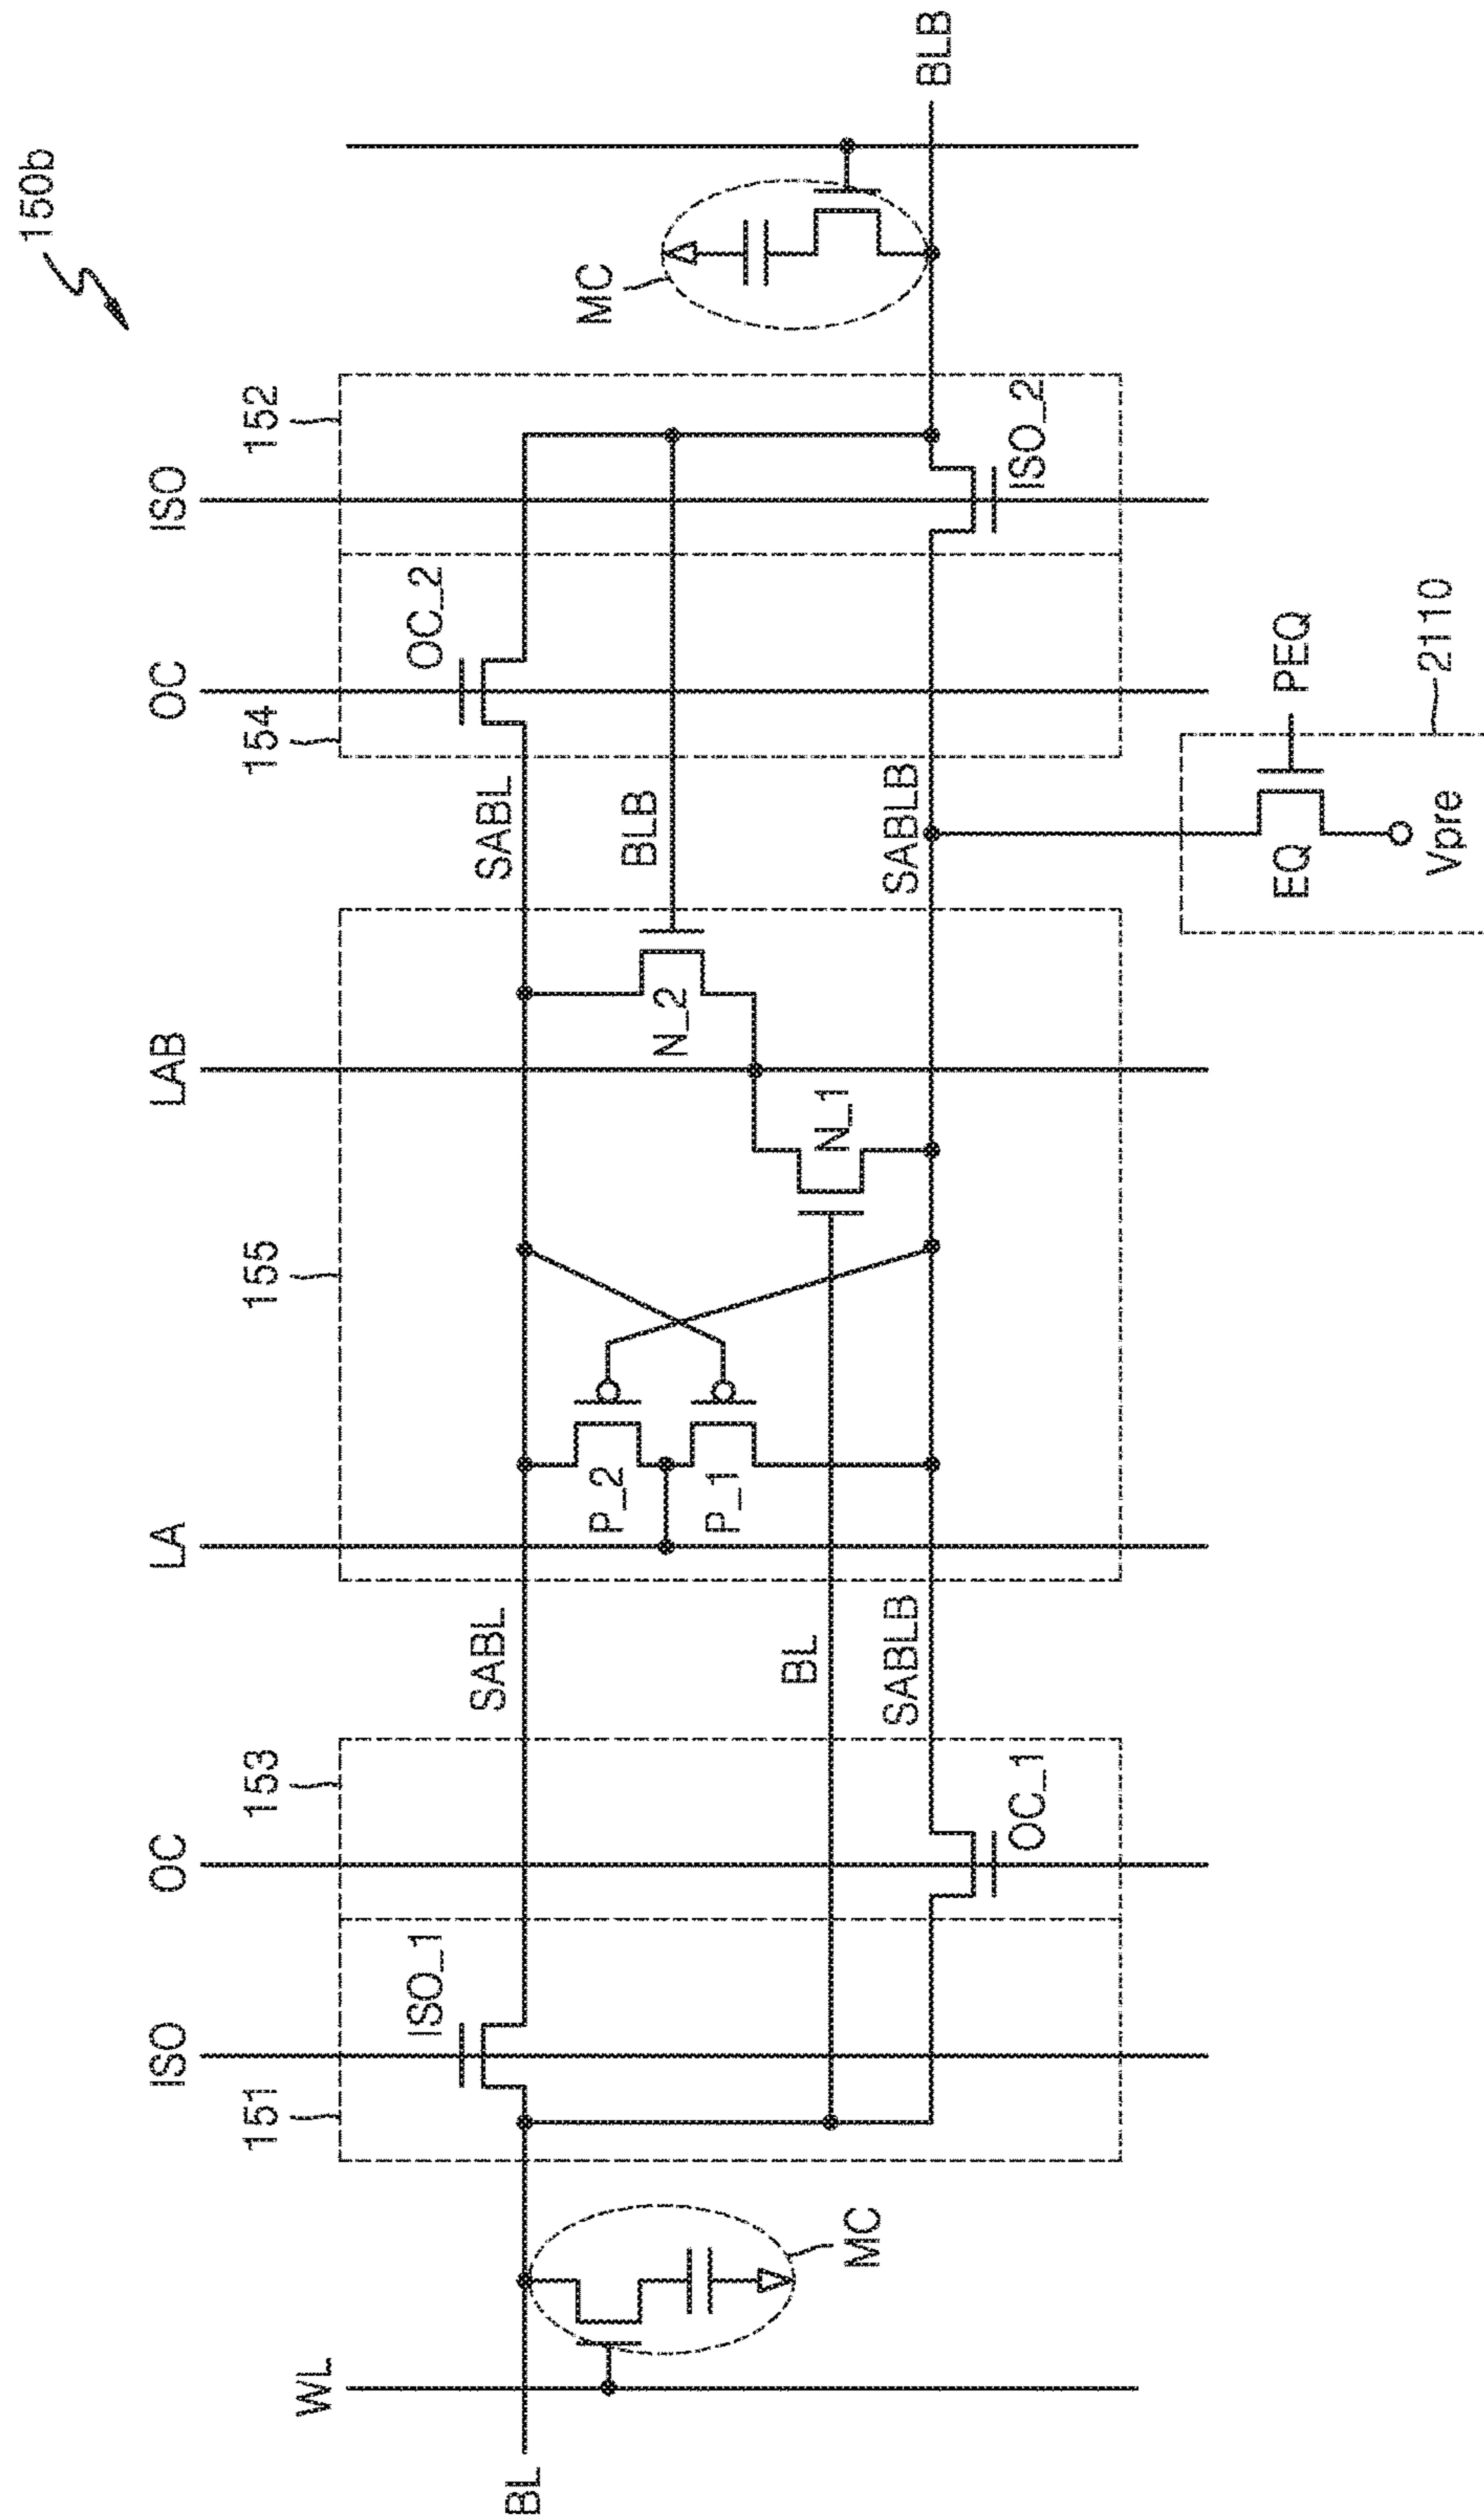 150b
ISO
OC
LA
LAB
OC
ISO
WL
151
153
155
154
152
ISO_1
OC_2
MC
BL
SABL
SABL
P_2
N_2
BLB
P_1
BL
N_1
MC
SABLB
SABLB
BLB
OC_1
ISO_2
EQ
PEQ
Vpre
2110